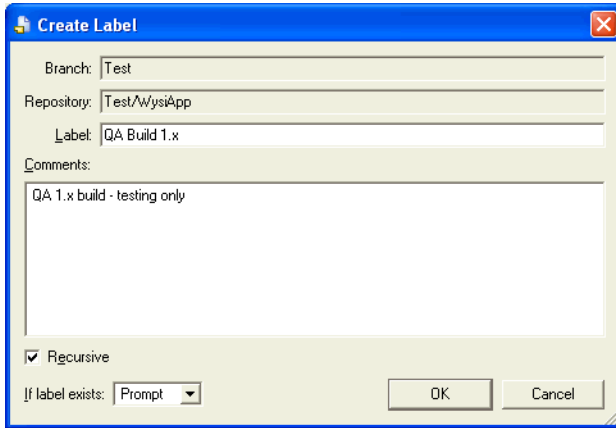 Create Label
Branch: Test
Repository: Test/WysiApp
Label: QA Build 1.x
Comments:
QA 1.x build - testing only
Recursive
If label exists: Prompt OK Cancel